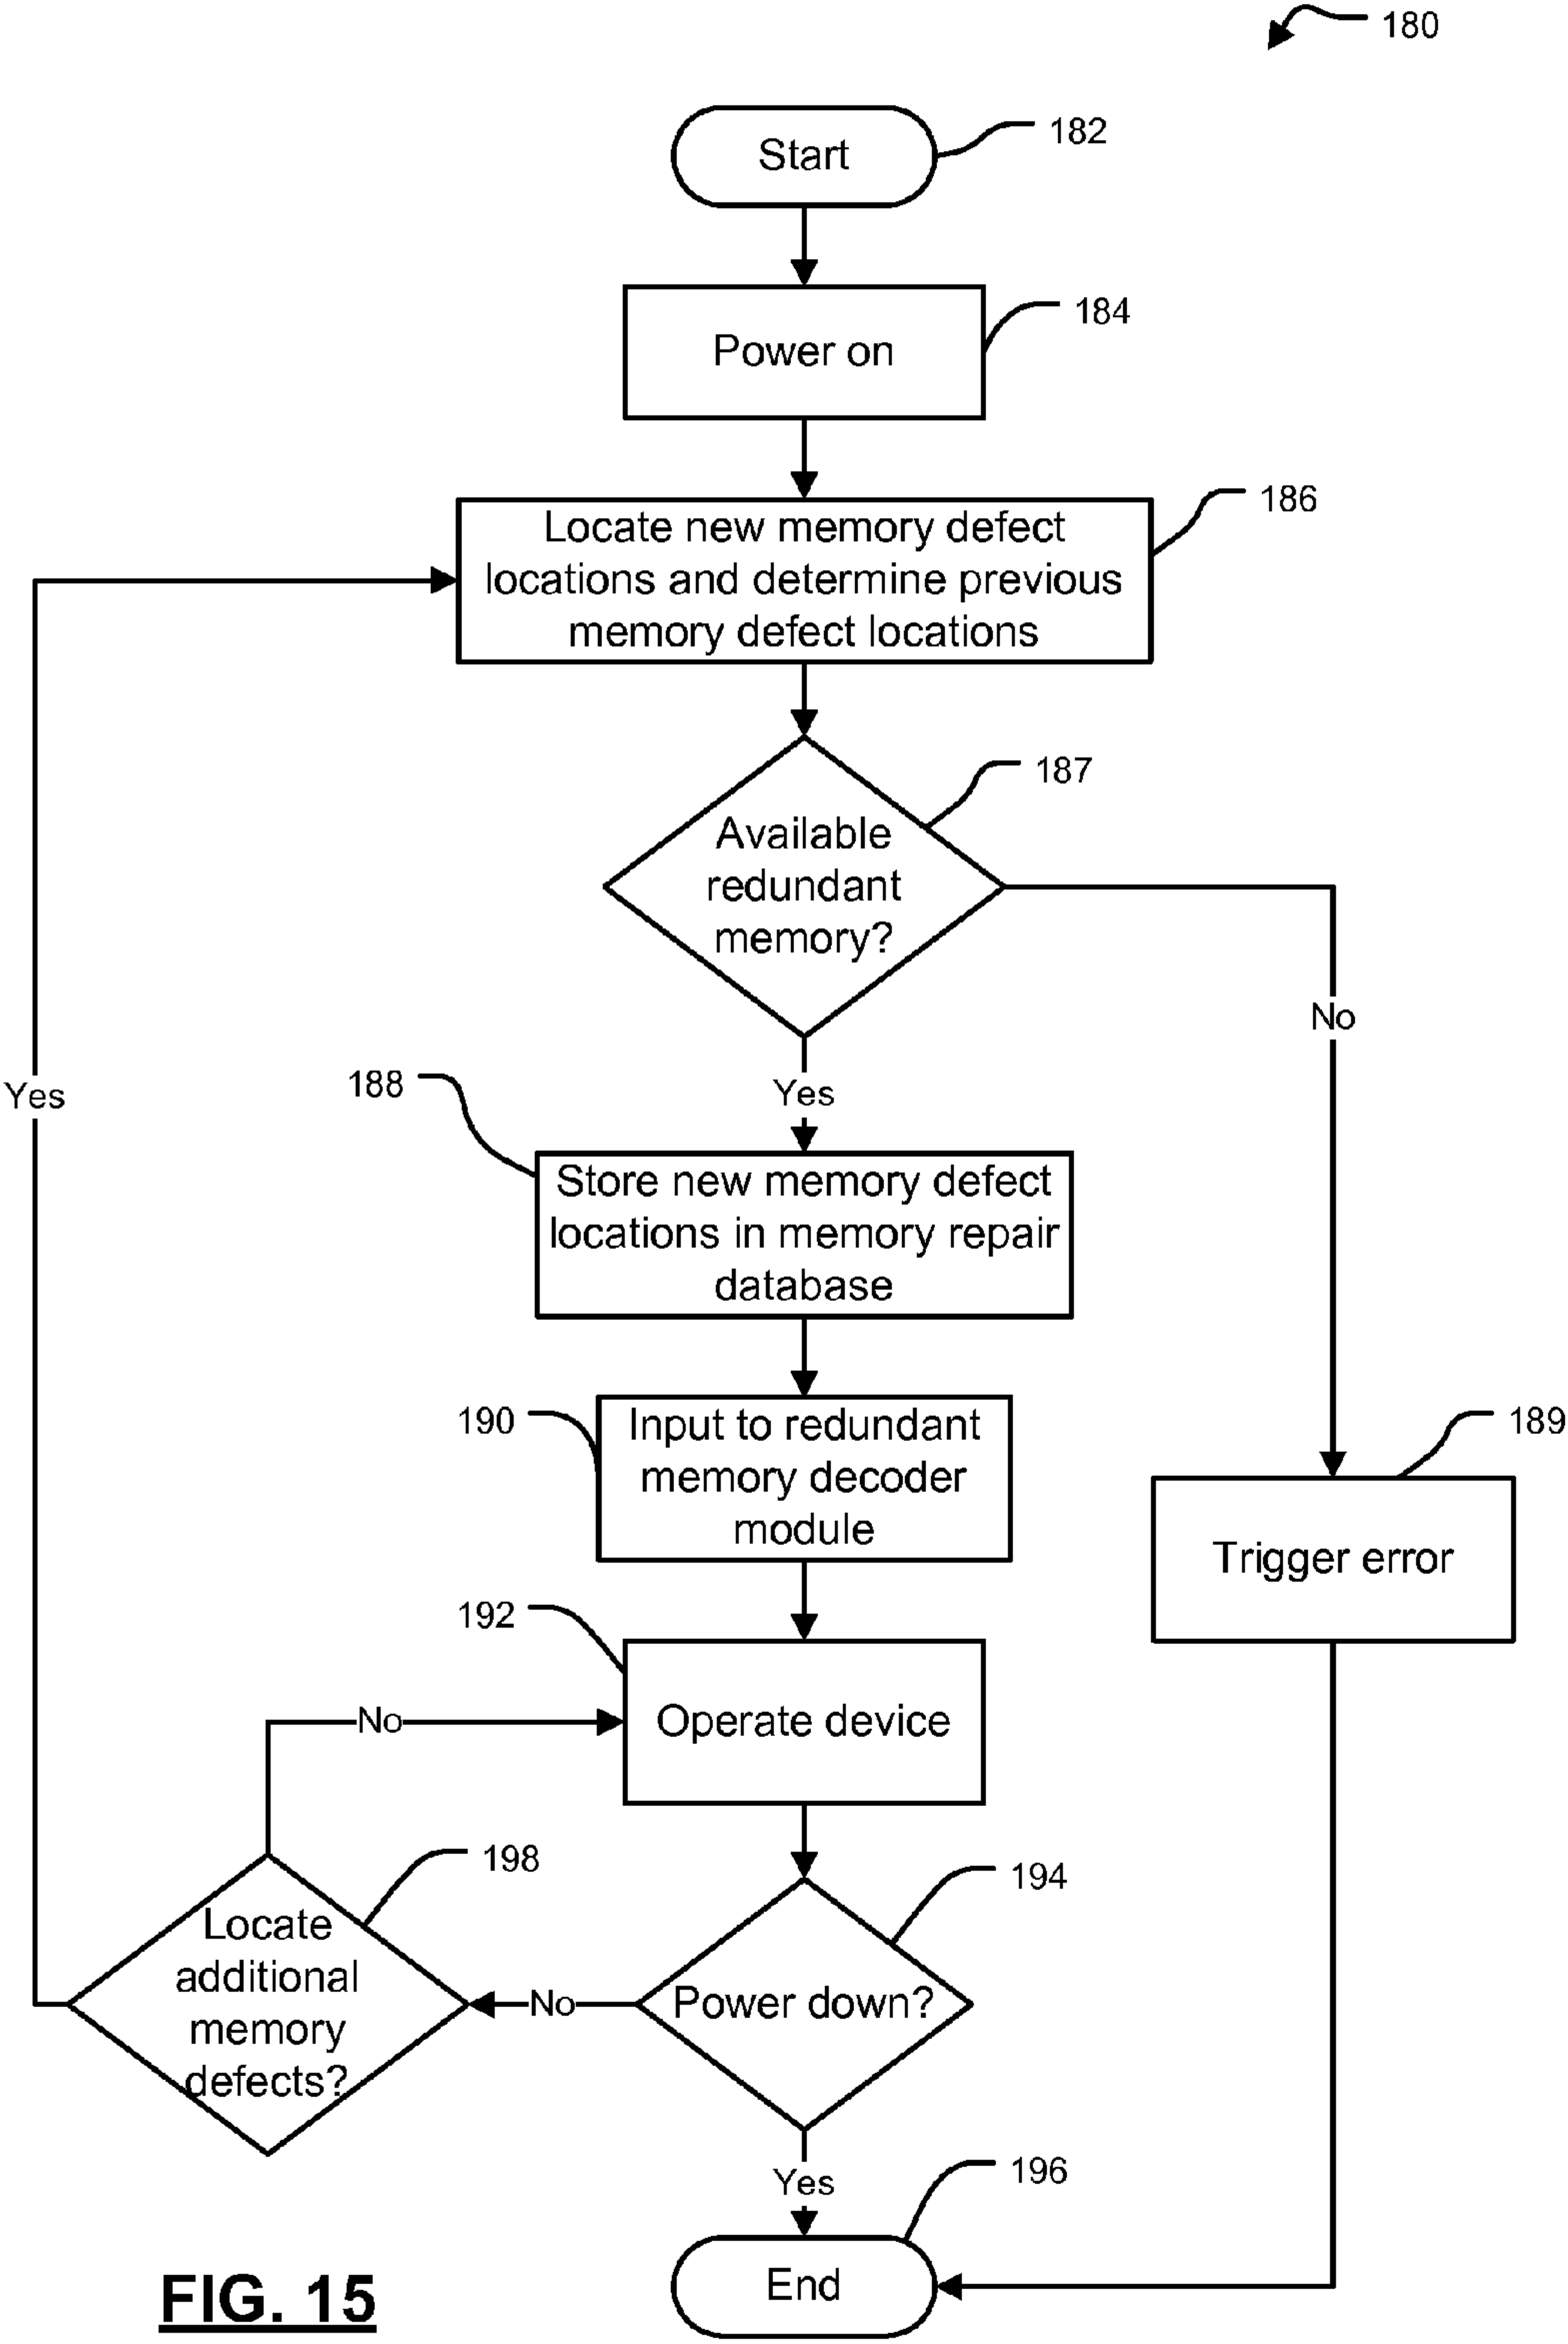 180
Start
182
Power on
184
Locate new memory defect
locations and determine previous
memory defect locations
186
Available
redundant
memory?
187
No
Yes
Yes
188
Store new memory defect
locations in memory repair
database
190
Input to redundant
memory decoder
module
189
Trigger error
192
Operate device
No
198
Locate
additional
memory
defects?
194
Power down?
No
Yes
196
End
FIG. 15